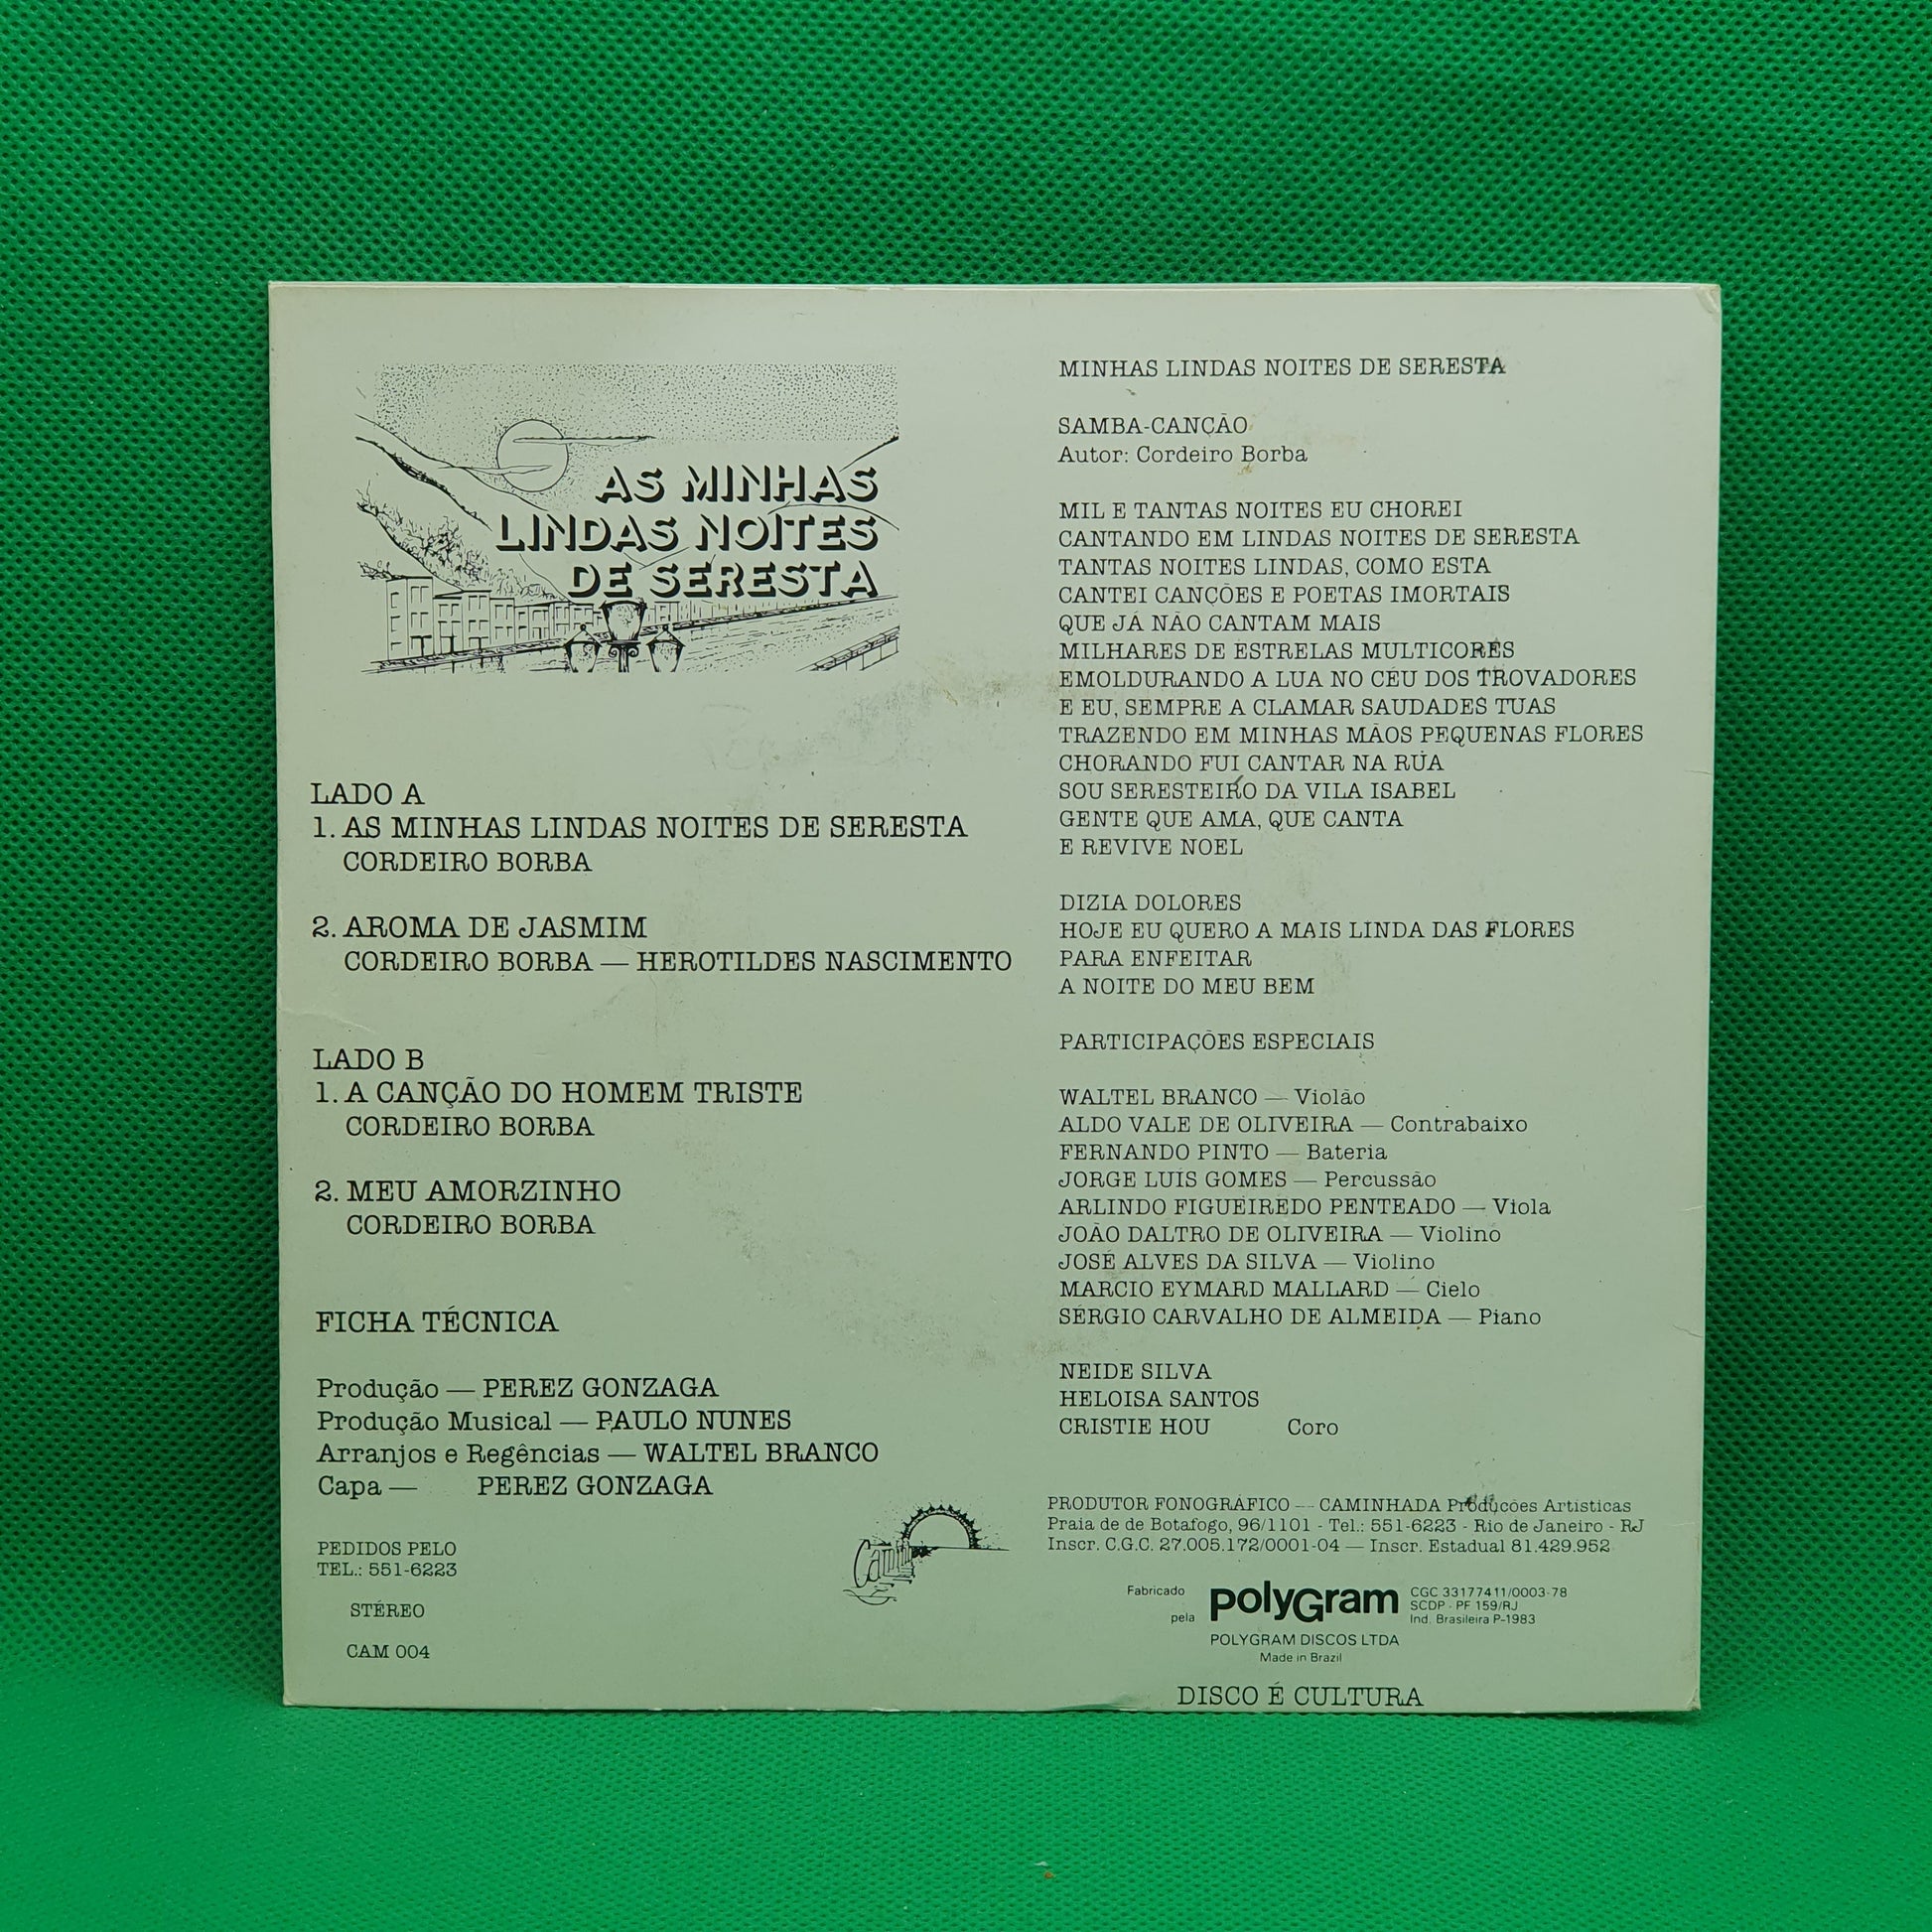 AS MINHAS
LINDAS NOITES
DE SERESTA
LADO A
1. AS MINHAS LINDAS NOITES DE SERESTA
CORDEIRO BORBA
2. AROMA DE JASMIM
CORDEIRO BORBA — HEROTILDES NASCIMENTO
LADO B
1. A CANÇÃO DO HOMEM TRISTE
CORDEIRO BORBA
2. MEU AMORZINHO
CORDEIRO BORBA
FICHA TÉCNICA
Produção — PEREZ GONZAGA
Produção Musical — PAULO NUNES
Arranjos e Regências — WALTEL BRANCO
Capa — PEREZ GONZAGA
PEDIDOS PELO
TEL.: 551-6223
STÉREO
CAM 004
MINHAS LINDAS NOITES DE SERESTA
SAMBA-CANÇÃO
Autor: Cordeiro Borba
MIL E TANTAS NOITES EU CHOREI
CANTANDO EM LINDAS NOITES DE SERESTA
TANTAS NOITES LINDAS, COMO ESTA
CANTEI CANÇÕES E POETAS IMORTAIS
QUE JÁ NÃO CANTAM MAIS
MILHARES DE ESTRELAS MULTICORES
EMOLDURANDO A LUA NO CÉU DOS TROVADORES
E EU, SEMPRE A CLAMAR SAUDADES TUAS
TRAZENDO EM MINHAS MÃOS PEQUENAS FLORES
CHORANDO FUI CANTAR NA RUA
SOU SERESTEIRO DA VILA ISABEL
GENTE QUE AMA, QUE CANTA
E REVIVE NOEL
DIZIA DOLORES
HOJE EU QUERO A MAIS LINDA DAS FLORES
PARA ENFEITAR
A NOITE DO MEU BEM
PARTICIPAÇÕES ESPECIAIS
WALTEL BRANCO — Violão
ALDO VALE DE OLIVEIRA — Contrabaixo
FERNANDO PINTO — Bateria
JORGE LUÍS GOMES — Percussão
ARLINDO FIGUEIREDO PENTEADO — Viola
JOÃO DALTRO DE OLIVEIRA — Violino
JOSÉ ALVES DA SILVA — Violino
MARCIO EYMARD MALLARD — Cielo
SÉRGIO CARVALHO DE ALMEIDA — Piano
NEIDE SILVA
HELOISA SANTOS
CRISTIE HOU Coro
PRODUTOR FONOGRÁFICO — CAMINHADA Produções Artísticas
Praia de de Botafogo, 96/1101 - Tel.: 551-6223 - Rio de Janeiro - RJ
Inscr. C.G.C. 27.005.172/0001-04 — Inscr. Estadual 81.429.952
Fabricado
pela
polyGram
CGC 33177411/0003-78
SCDP - PF 159/RJ
Ind. Brasileira P-1983
POLYGRAM DISCOS LTDA
Made in Brazil
DISCO É CULTURA